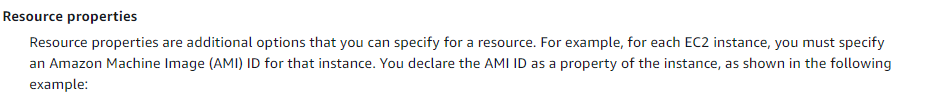 Resource properties
Resource properties are additional options that you can specify for a resource. For example, for each EC2 instance, you must specify
an Amazon Machine Image (AMI) ID for that instance. You declare the AMI ID as a property of the instance, as shown in the following
example: